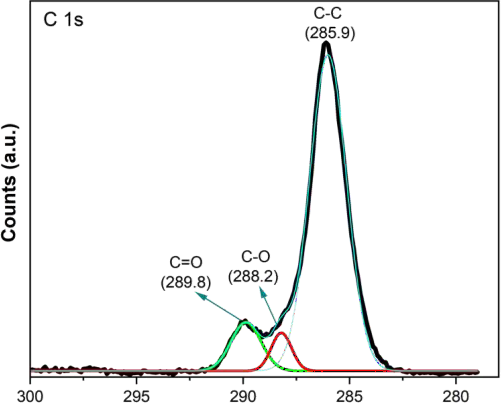 C 1s
C-C
(285.9)
C=O
(289.8)
C-O
(288.2)
Counts (a.u.)
300 295 290 285 280